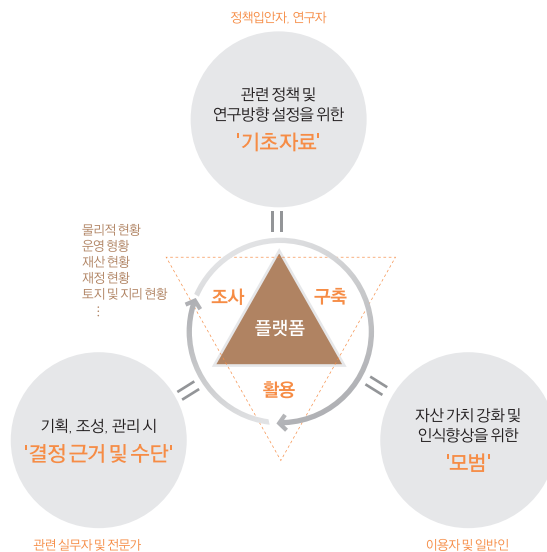 정책입안자, 연구자
관련 정책 및
연구방향 설정을 위한
'기초자료'
물리적 현황
운영 형황
재산 현황
재정 현황
토지 및 지리 현황
⋮
조사
구축
플랫폼
활용
기획, 조성, 관리 시
'결정 근거 및 수단'
관련 실무자 및 전문가
자산 가치 강화 및
인식향상을 위한
'모범'
이용자 및 일반인